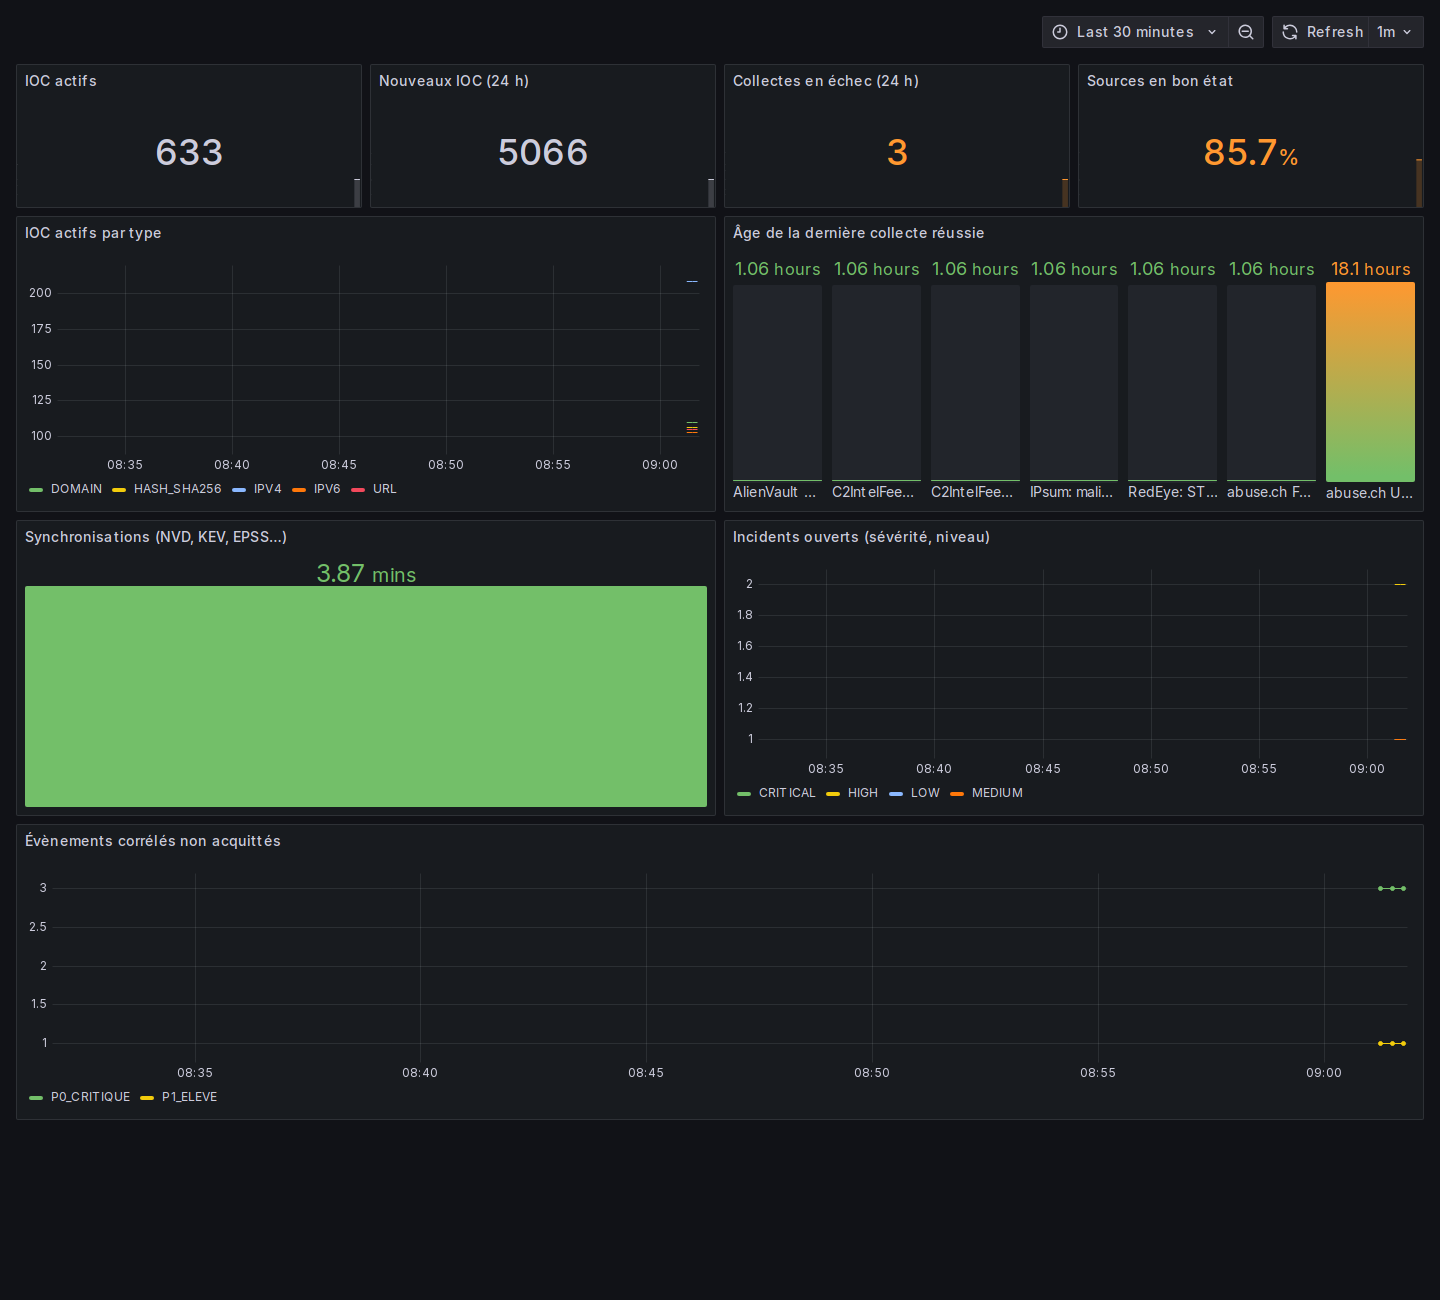 Last 30 minutes
Refresh
1m
IOC actifs
Nouveaux IOC (24 h)
Collectes en échec (24 h)
Sources en bon état
633
5066
3
85.7%
IOC actifs par type
200
175
150
125
100
08:35 08:40 08:45 08:50 08:55 09:00
DOMAIN HASH_SHA256 IPV4 IPV6 URL
Âge de la dernière collecte réussie
1.06 hours 1.06 hours 1.06 hours 1.06 hours 1.06 hours 1.06 hours 18.1 hours
AlienVault ... C2IntelFee... C2IntelFee... IPsum: mali... RedEye: ST... abuse.ch F... abuse.ch U...
Synchronisations (NVD, KEV, EPSS...)
3.87 mins
Incidents ouverts (sévérité, niveau)
2
1.8
1.6
1.4
1.2
1
08:35 08:40 08:45 08:50 08:55 09:00
CRITICAL HIGH LOW MEDIUM
Évènements corrélés non acquittés
3
2.5
2
1.5
1
08:35 08:40 08:45 08:50 08:55 09:00
P0_CRITIQUE P1_ELEVE